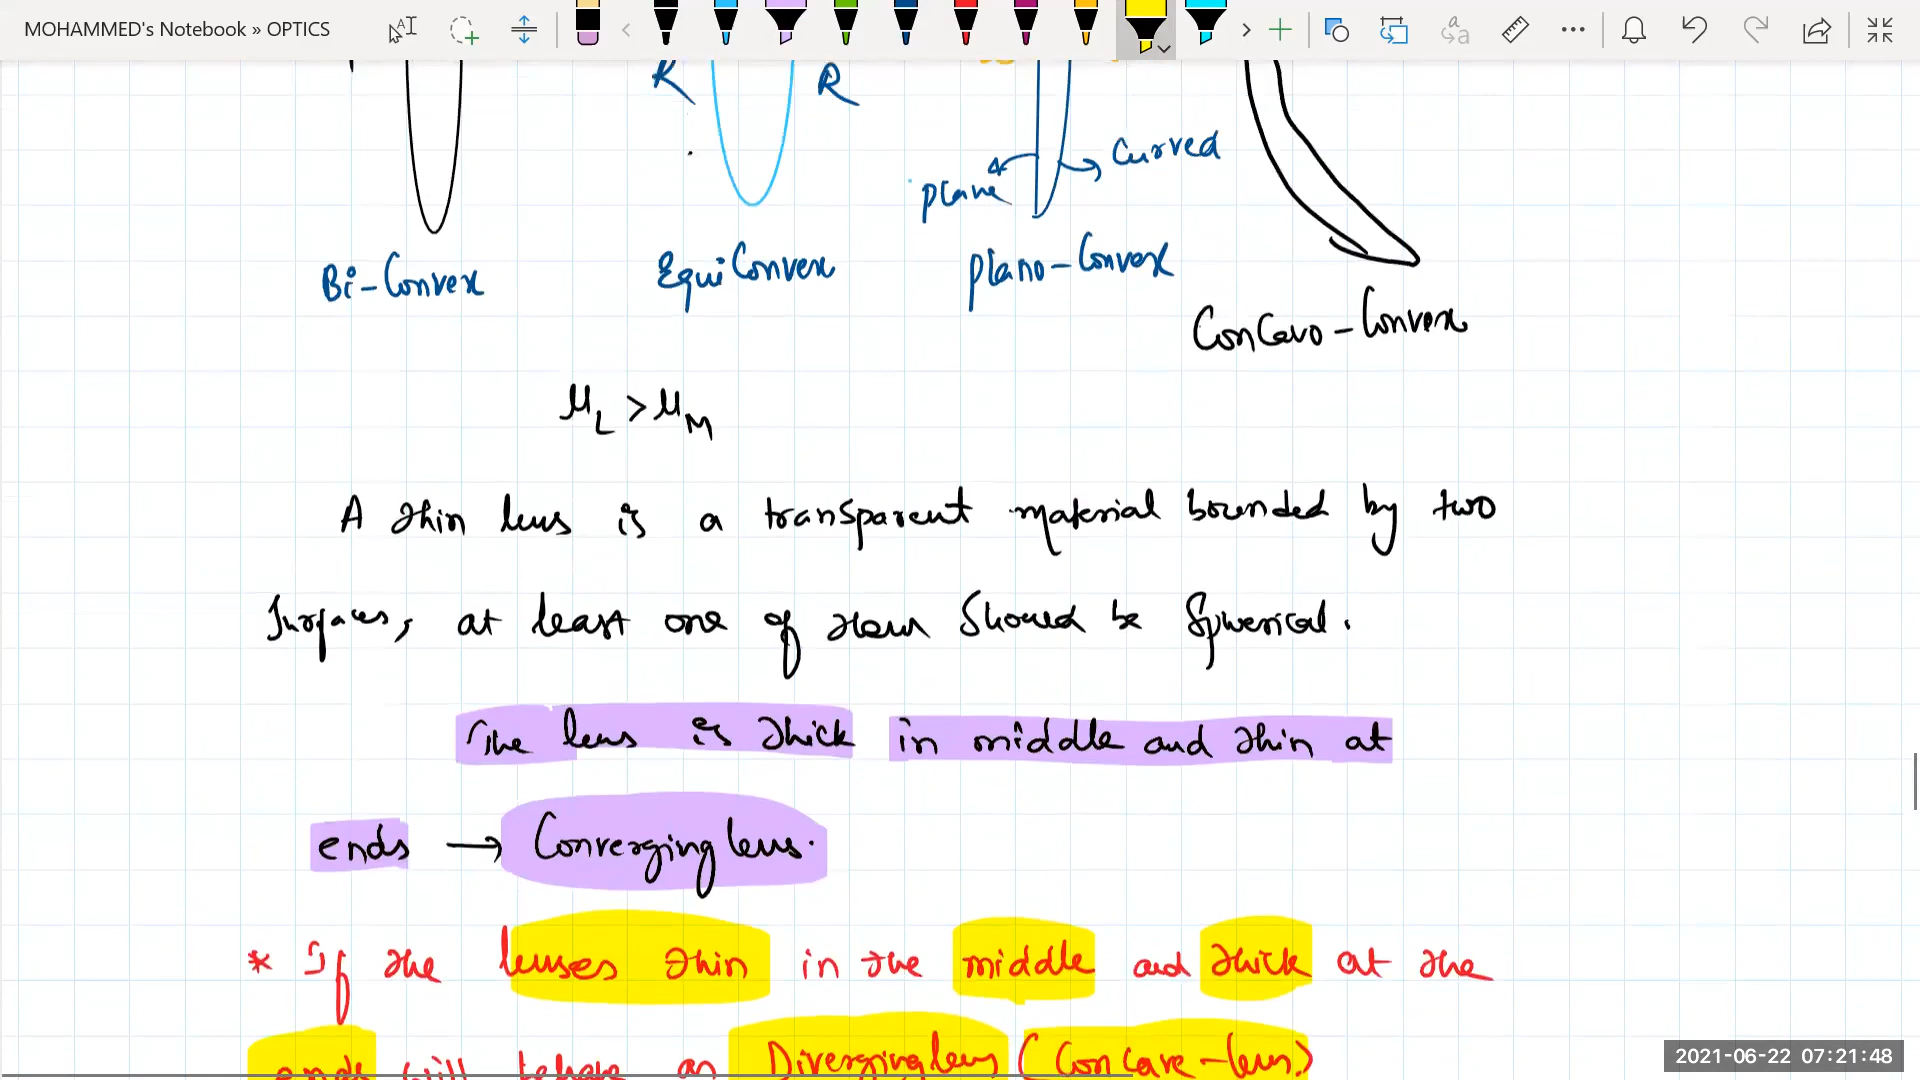 MOHAMMED's Notebook » OPTICS
R R
Curved
plane
Bi-Convex Equi Convex plano-Convex
ConCavo-Convex
μL > μM
A thin lens is a transparent material bounded by two
Surfaces, at least one of them Should be Spherical.
The lens is thick in middle and thin at
ends → Converging lens.
* If the lenses thin in the middle and thick at the
ends will behave as Diverging lens (Concave-lens)
2021-06-22 07:21:48